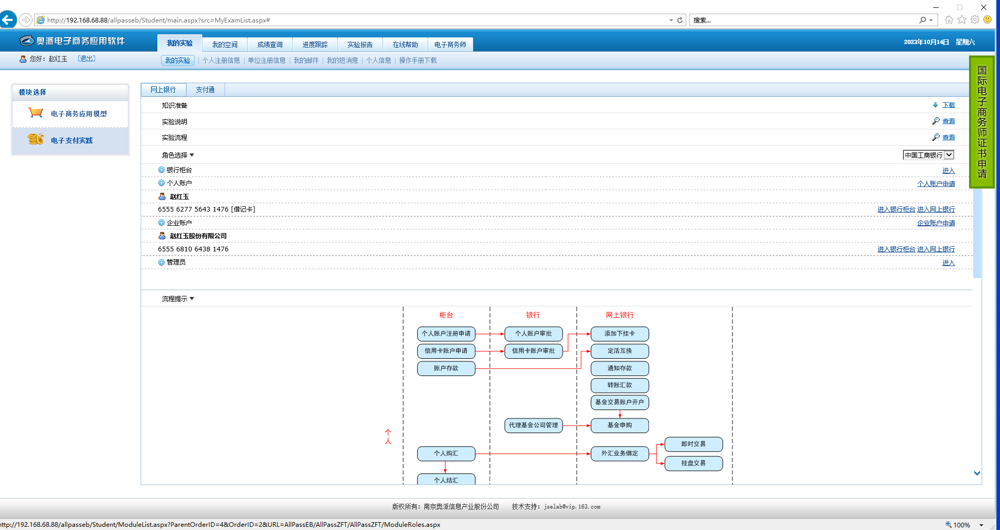 http://192.168.68.88/allpasseb/Student/main.aspx?src=MyExamList.aspx#
搜索...
奥派电子商务应用软件
我的实验 我的空间 成绩查询 进度跟踪 实验报告 在线帮助 电子商务师
2023年10月14日 星期六
您好：赵红玉 [退出]
我的实验 | 个人注册信息 | 单位注册信息 | 我的邮件 | 我的短消息 | 个人信息 | 操作手册下载
国际电子商务师证书申请
模块选择
电子商务应用模型
电子支付实践
网上银行 支付通
知识准备 下载
实验说明 查看
实验流程 查看
角色选择 中国工商银行
银行柜台 进入
个人账户 个人账户申请
赵红玉
6555 6277 5643 1476 [借记卡] 进入银行柜台 进入网上银行
企业账户 企业账户申请
赵红玉股份有限公司
6555 6810 6438 1476 进入银行柜台 进入网上银行
管理员 进入
流程提示
柜台 银行 网上银行
个人账户注册申请 个人账户审批 添加下挂卡
信用卡账户申请 信用卡账户审批 定活互换
账户存款 通知存款
转账汇款
基金交易账户开户
代理基金公司管理 基金申购
个人
即时交易
个人购汇 外汇业务绑定
挂盘交易
个人结汇
版权所有：南京奥派信息产业股份公司 技术支持：jselab@vip.163.com
http://192.168.68.88/allpasseb/Student/ModuleList.aspx?ParentOrderID=4&OrderID=2&URL=AllPassEB/AllPassZFT/AllPassZFT/ModuleRoles.aspx
100%